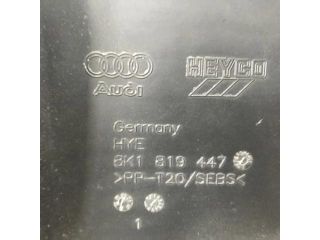 Audi HEYCO
Germany
HYE
8K1 819 447
>PP-T20/SEBS<
1